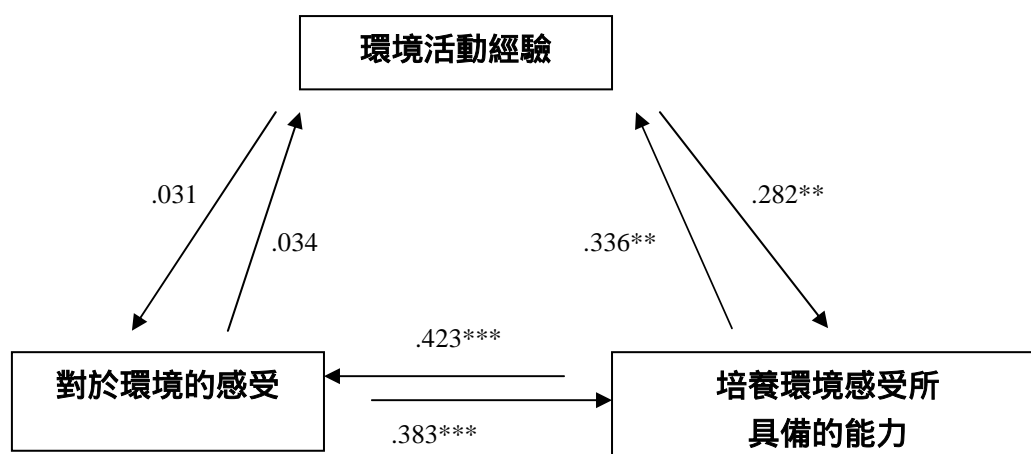 環境活動經驗
.031
.034
.282**
.336**
.423***
對於環境的感受
.383***
培養環境感受所
具備的能力